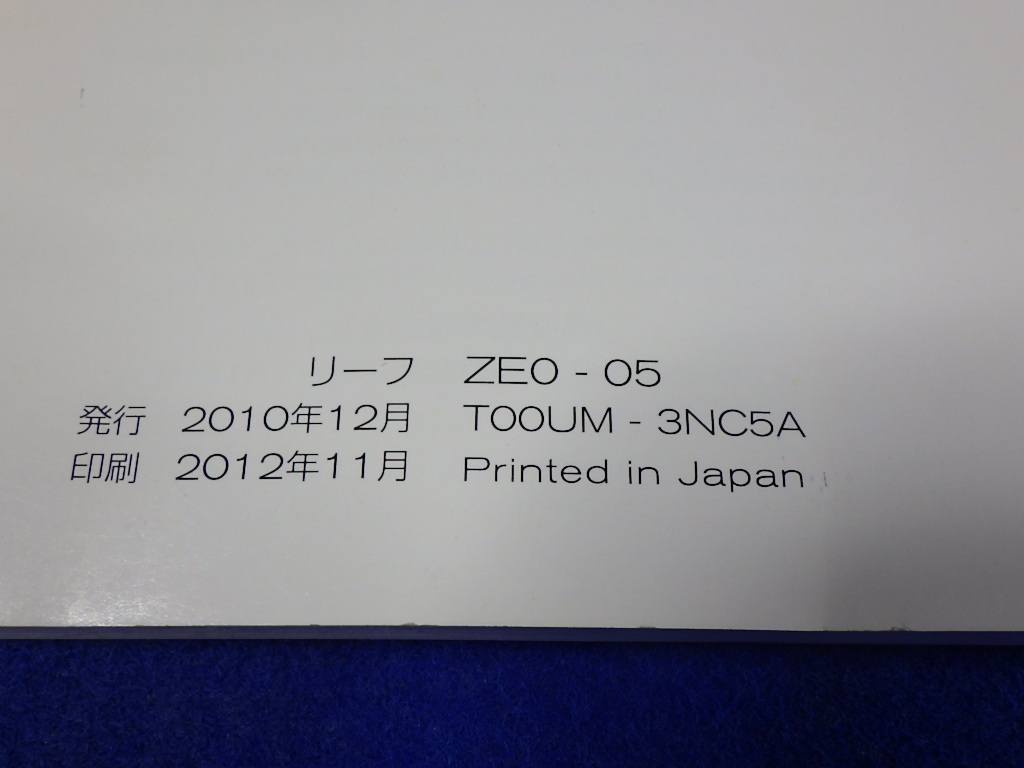 リーフ ZE0 - 05
発行 2010年12月 T00UM - 3NC5A
印刷 2012年11月 Printed in Japan